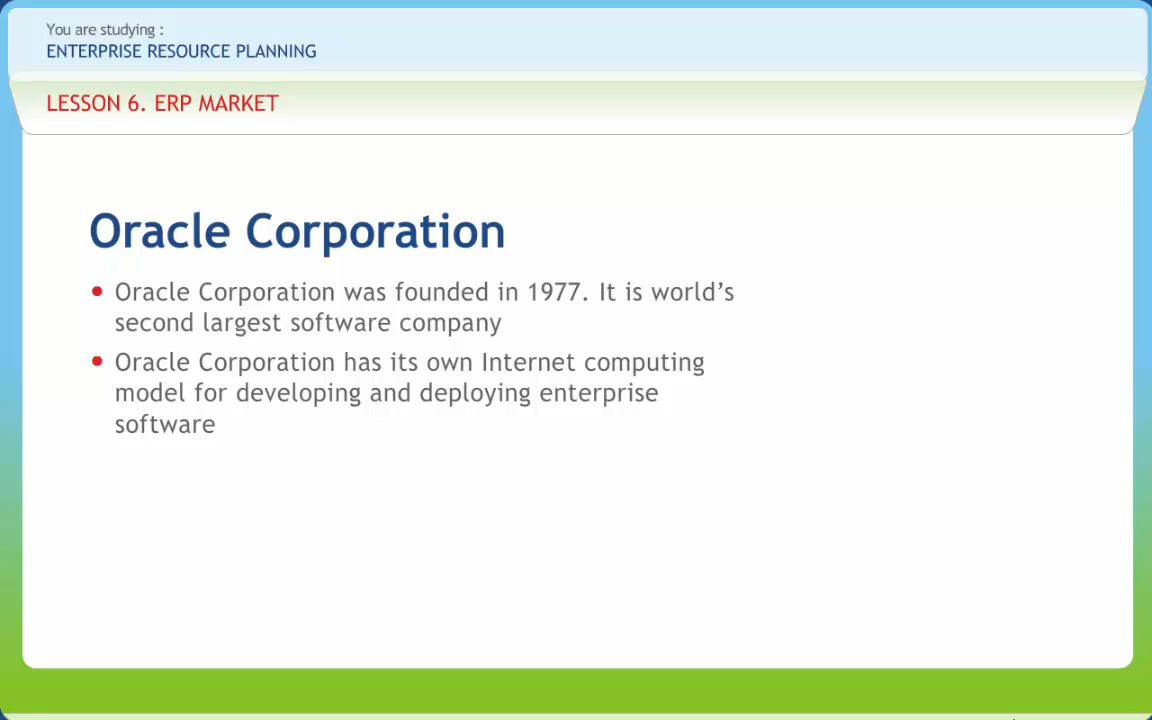 You are studying :
ENTERPRISE RESOURCE PLANNING
LESSON 6. ERP MARKET
Oracle Corporation
• Oracle Corporation was founded in 1977. It is world’s
second largest software company
• Oracle Corporation has its own Internet computing
model for developing and deploying enterprise
software